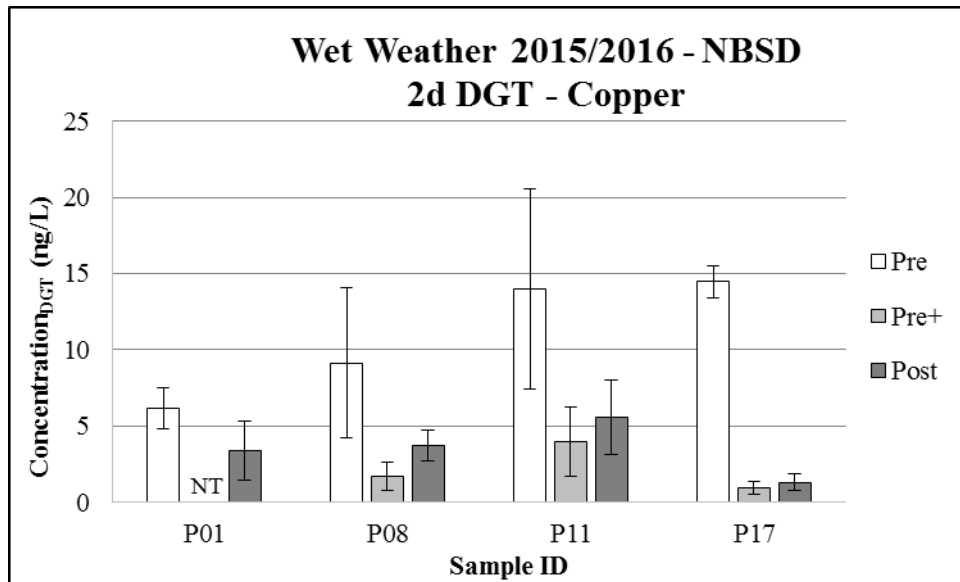 Wet Weather 2015/2016 - NBSD
2d DGT - Copper
Concentration_DGT (ng/L)
25
20
15
10
5
0
NT
P01 P08 P11 P17
Sample ID
Pre
Pre+
Post